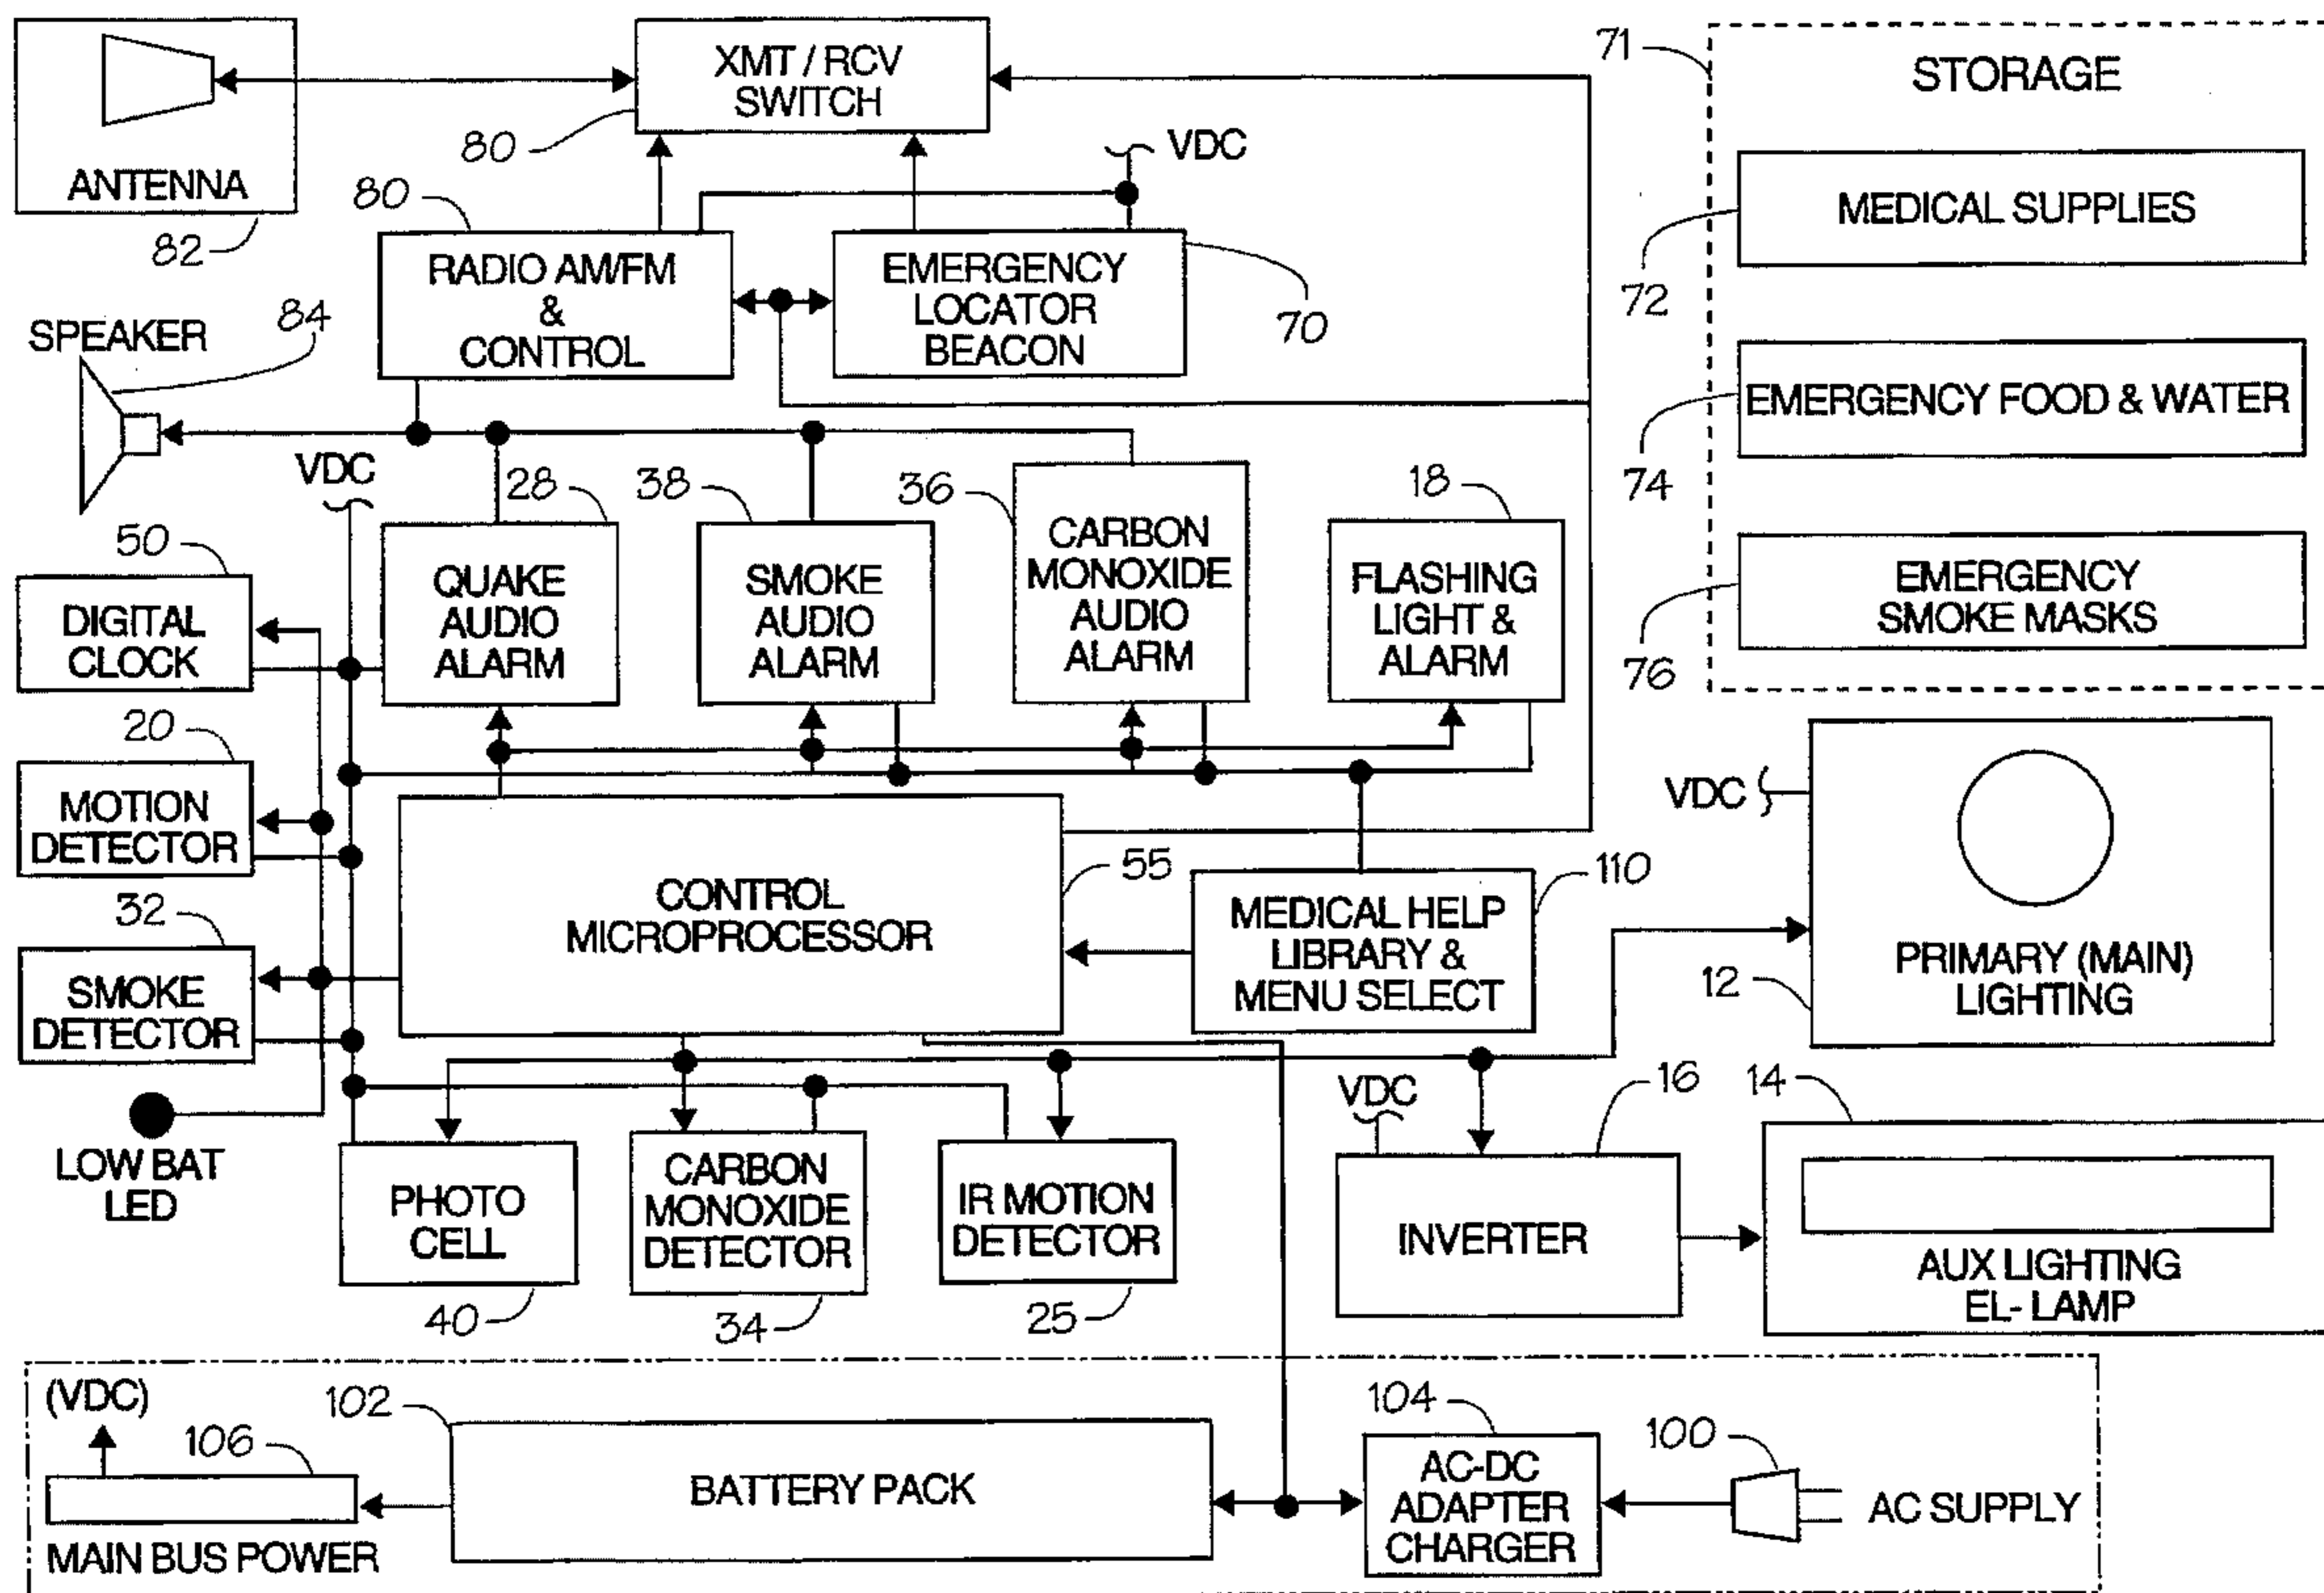 XMT / RCV
SWITCH
80
ANTENNA
82
VDC
71
STORAGE
MEDICAL SUPPLIES
72
EMERGENCY FOOD & WATER
74
EMERGENCY
SMOKE MASKS
76
80
RADIO AM/FM
&
CONTROL
EMERGENCY
LOCATOR
BEACON
70
SPEAKER
84
VDC
28
QUAKE
AUDIO
ALARM
38
SMOKE
AUDIO
ALARM
36
CARBON
MONOXIDE
AUDIO
ALARM
18
FLASHING
LIGHT &
ALARM
50
DIGITAL
CLOCK
20
MOTION
DETECTOR
32
SMOKE
DETECTOR
LOW BAT
LED
CONTROL
MICROPROCESSOR
55
110
MEDICAL HELP
LIBRARY &
MENU SELECT
VDC
PRIMARY (MAIN)
LIGHTING
12
PHOTO
CELL
40
CARBON
MONOXIDE
DETECTOR
34
IR MOTION
DETECTOR
25
VDC
16
INVERTER
14
AUX LIGHTING
EL- LAMP
(VDC)
106
MAIN BUS POWER
102
BATTERY PACK
104
AC-DC
ADAPTER
CHARGER
100
AC SUPPLY